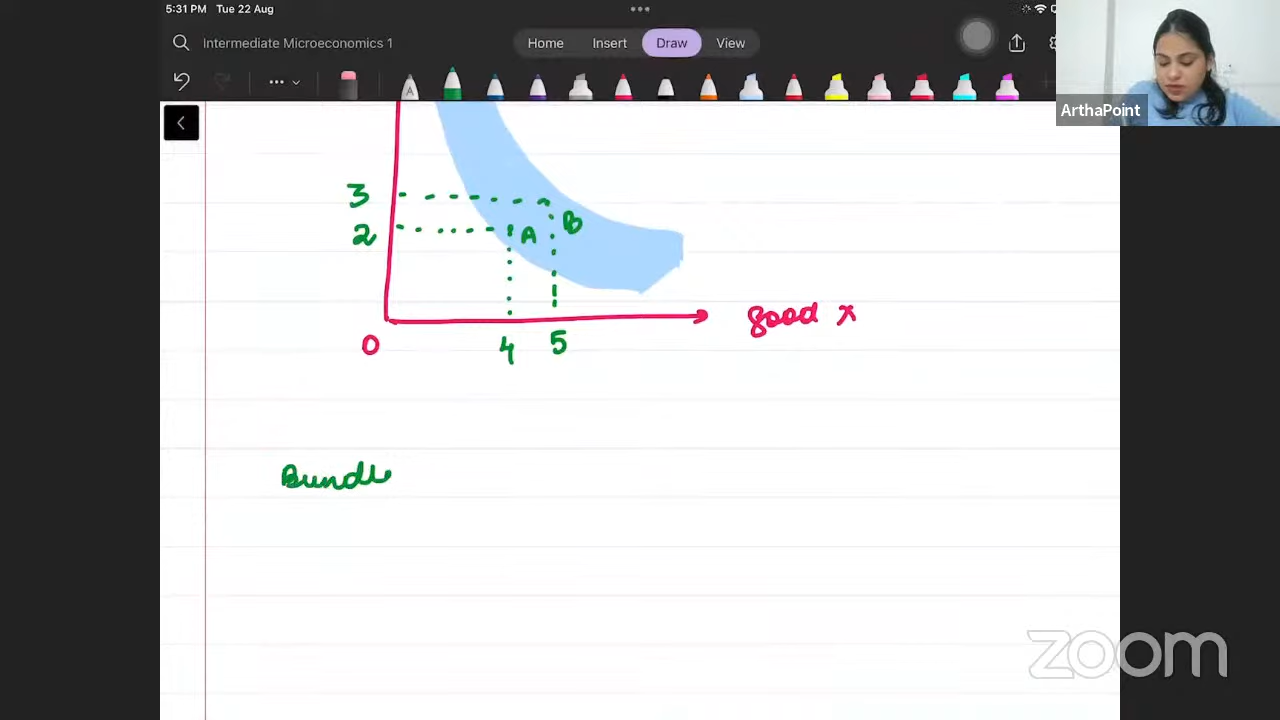 5:31 PM Tue 22 Aug
Intermediate Microeconomics 1
Home Insert Draw View
A
ArthaPoint
3
B
2 A
good x
0 4 5
Bundle
zoom